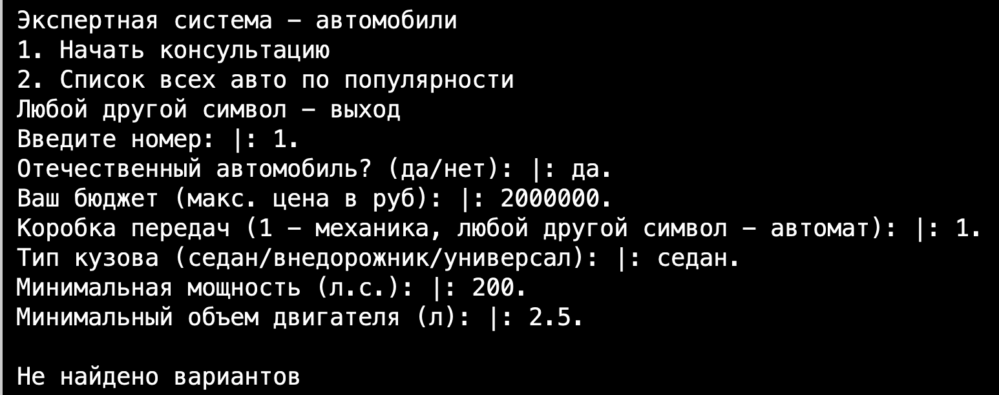 Экспертная система – автомобили
1. Начать консультацию
2. Список всех авто по популярности
Любой другой символ – выход
Введите номер: |: 1.
Отечественный автомобиль? (да/нет): |: да.
Ваш бюджет (макс. цена в руб): |: 2000000.
Коробка передач (1 – механика, любой другой символ – автомат): |: 1.
Тип кузова (седан/внедорожник/универсал): |: седан.
Минимальная мощность (л.с.): |: 200.
Минимальный объем двигателя (л): |: 2.5.
Не найдено вариантов